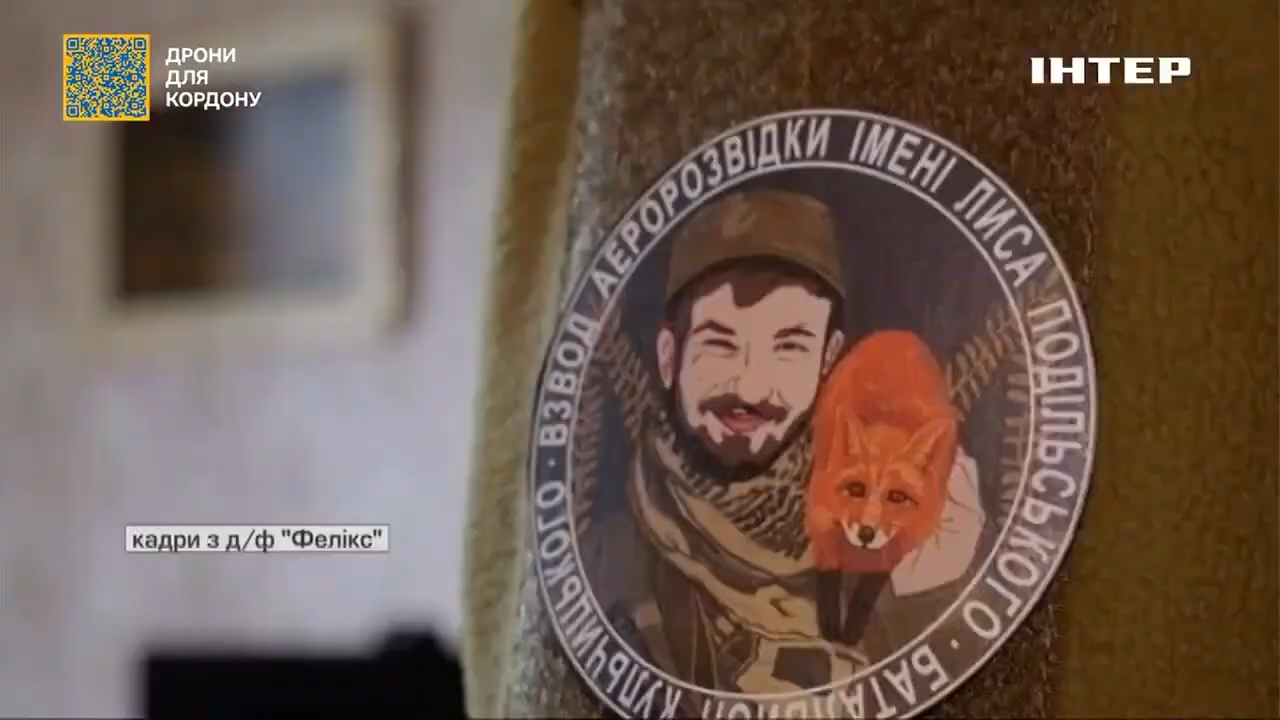 ДРОНИ
ДЛЯ
КОРДОНУ
ІНТЕР
ВЗВОД АЕРОРОЗВІДКИ ІМЕНІ ЛИСА ПОДІЛЬСЬКОГО · БАТАЛЬЙОН КУЛЬЧИЦЬКОГО ·
кадри з д/ф "Фелікс"